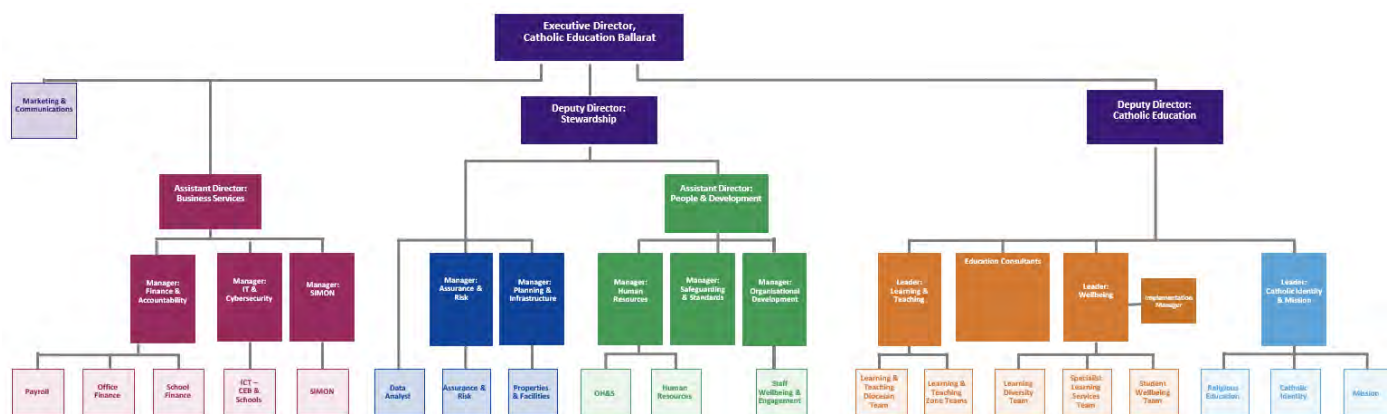 Executive Director,
Catholic Education Ballarat
Marketing &
Communications
Deputy Director:
Stewardship
Deputy Director:
Catholic Education
Assistant Director:
Business Services
Assistant Director:
People & Development
Manager:
Finance &
Accountability
Manager:
IT &
Cybersecurity
Manager:
SIMON
Manager:
Assurance &
Risk
Manager:
Planning &
Infrastructure
Manager:
Human
Resources
Manager:
Safeguarding
& Standards
Manager:
Organisational
Development
Leader:
Learning &
Teaching
Education Consultants
Leader:
Wellbeing
Implementation
Manager
Leader:
Catholic Identity
& Mission
Payroll
Office
Finance
School
Finance
ICT –
CEB &
Schools
SIMON
Data
Analyst
Assurance &
Risk
Properties
& Facilities
OH&S
Human
Resources
Staff
Wellbeing &
Engagement
Learning &
Teaching
Diocesan
Team
Learning &
Teaching
Zone Teams
Learning
Diversity
Team
Specialist
Learning
Services
Team
Student
Wellbeing
Team
Religious
Education
Catholic
Identity
Mission